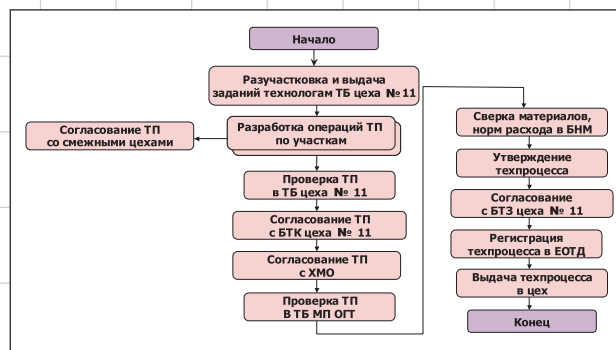 Начало
Разучастковка и выдача
заданий технологам ТБ цеха №11
Разработка операций ТП
по участкам
Согласование ТП
со смежными цехами
Проверка ТП
в ТБ цеха № 11
Согласование ТП
с БТК цеха № 11
Согласование ТП
с ХМО
Проверка ТП
В ТБ МП ОГТ
Сверка материалов,
норм расхода в БНМ
Утверждение
техпроцесса
Согласование
с БТЗ цеха № 11
Регистрация
техпроцесса в ЕОТД
Выдача техпроцесса
в цех
Конец